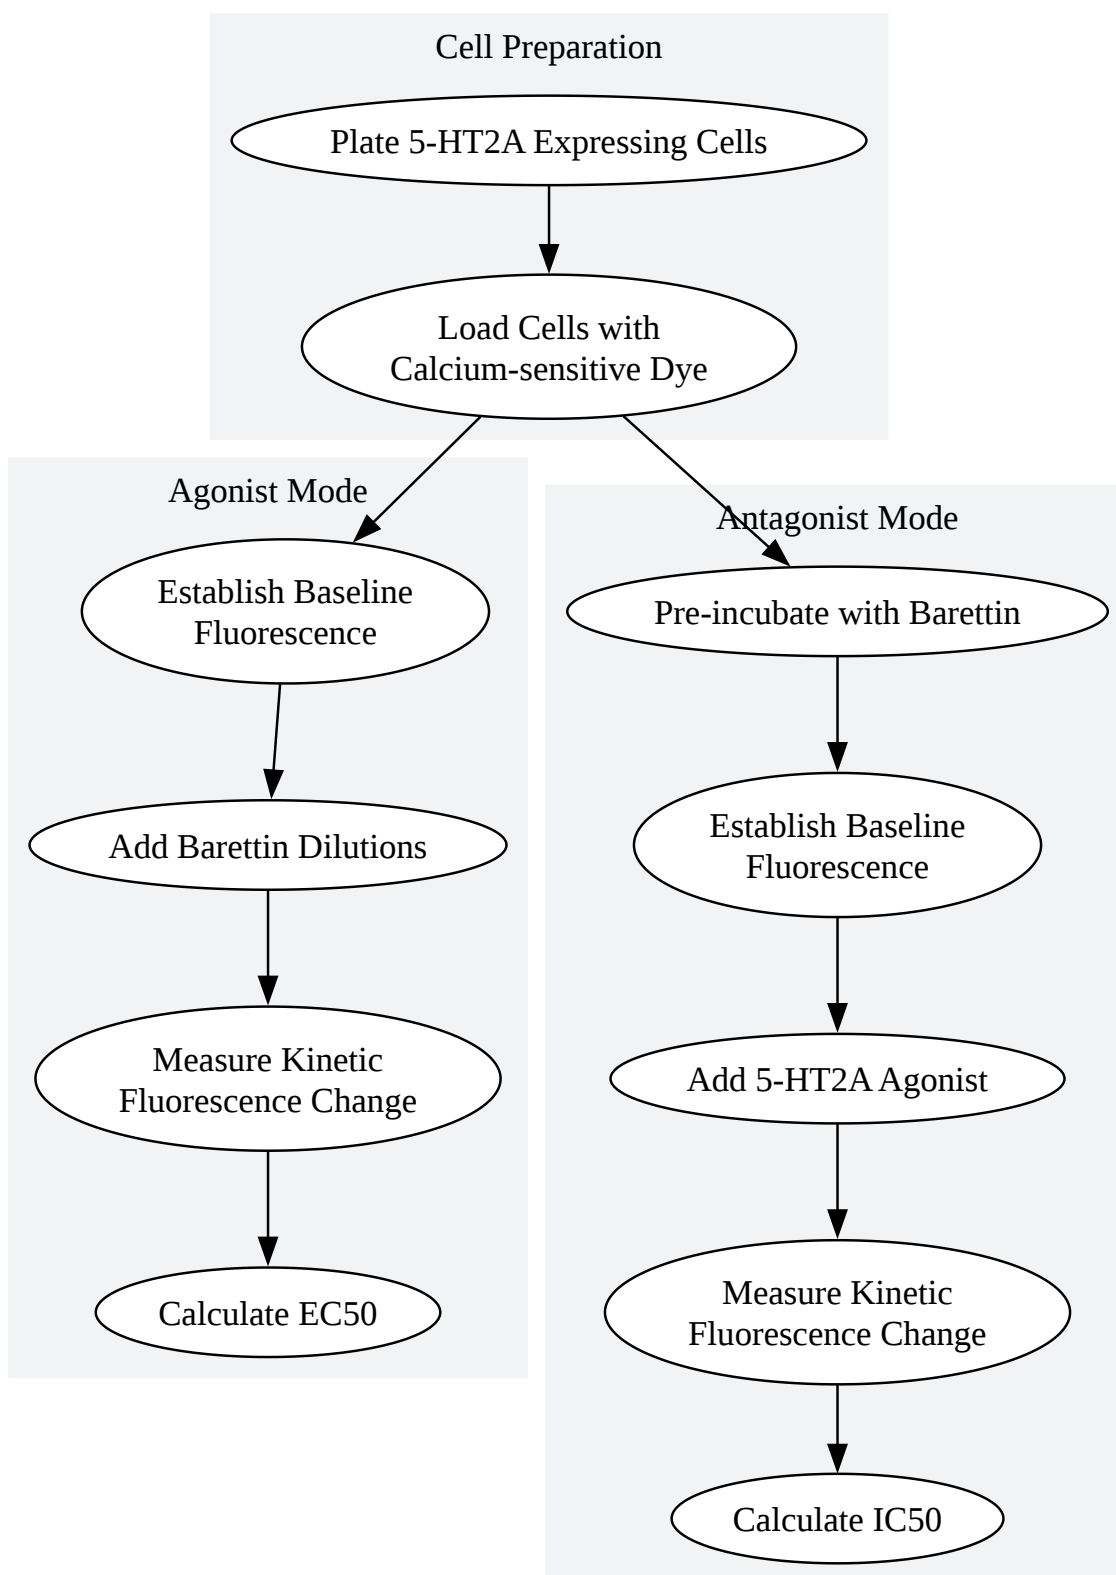 Cell Preparation
Plate 5-HT2A Expressing Cells
Load Cells with
Calcium-sensitive Dye
Agonist Mode
Establish Baseline
Fluorescence
Add Barettin Dilutions
Measure Kinetic
Fluorescence Change
Calculate EC50
Antagonist Mode
Pre-incubate with Barettin
Establish Baseline
Fluorescence
Add 5-HT2A Agonist
Measure Kinetic
Fluorescence Change
Calculate IC50